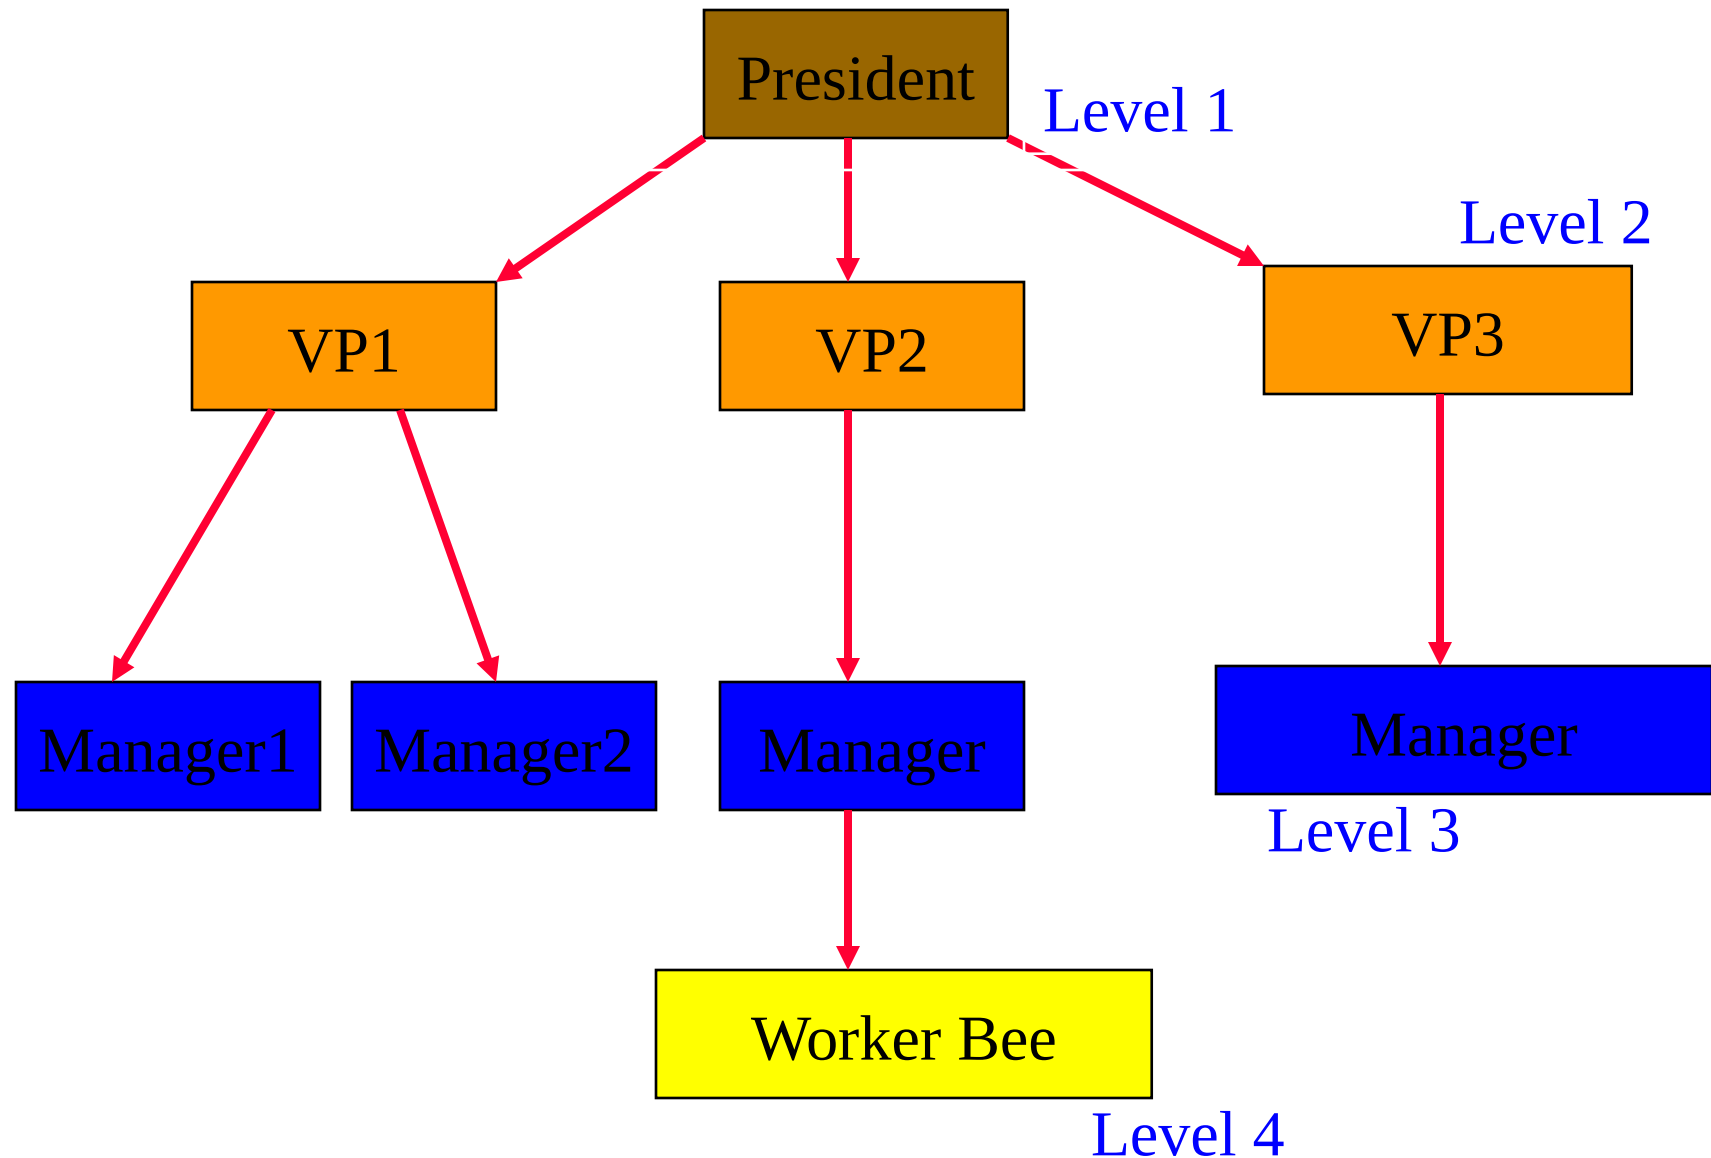 President
Level 1
Level 2
VP1
VP2
VP3
Manager1
Manager2
Manager
Manager
Level 3
Worker Bee
Level 4